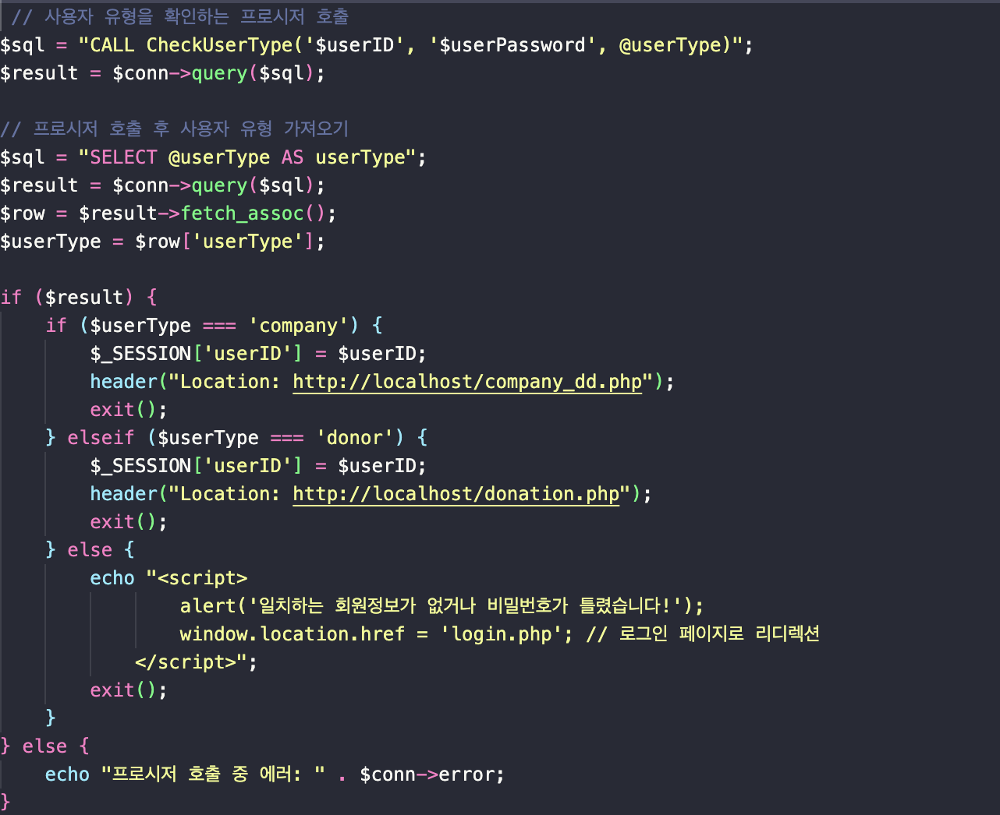 // 사용자 유형을 확인하는 프로시저 호출
$sql = "CALL CheckUserType('$userID', '$userPassword', @userType)";
$result = $conn->query($sql);
// 프로시저 호출 후 사용자 유형 가져오기
$sql = "SELECT @userType AS userType";
$result = $conn->query($sql);
$row = $result->fetch_assoc();
$userType = $row['userType'];
if ($result) {
if ($userType === 'company') {
$_SESSION['userID'] = $userID;
header("Location: http://localhost/company_dd.php");
exit();
} elseif ($userType === 'donor') {
$_SESSION['userID'] = $userID;
header("Location: http://localhost/donation.php");
exit();
} else {
echo "<script>
alert('일치하는 회원정보가 없거나 비밀번호가 틀렸습니다!');
window.location.href = 'login.php'; // 로그인 페이지로 리디렉션
</script>";
exit();
}
} else {
echo "프로시저 호출 중 에러: " . $conn->error;
}